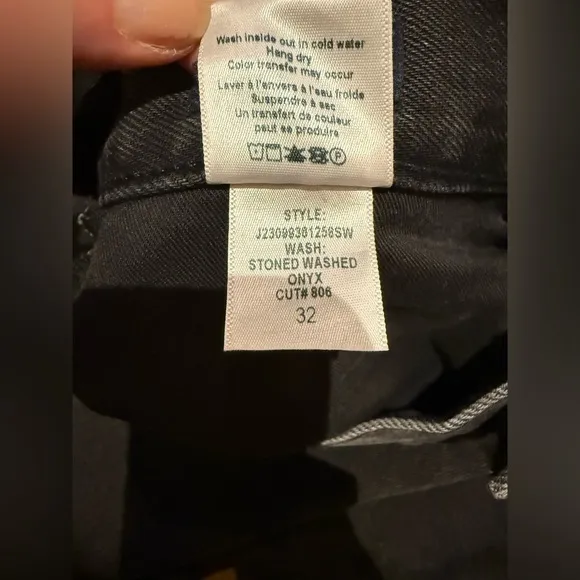 Wash inside out in cold water
Hang dry
Color transfer may occur
Laver à l'envers à l'eau froide
Suspendre à sec
Un transfert de couleur
peut se produire
P
STYLE:
J23099361258SW
WASH:
STONED WASHED
ONYX
CUT# 806
32